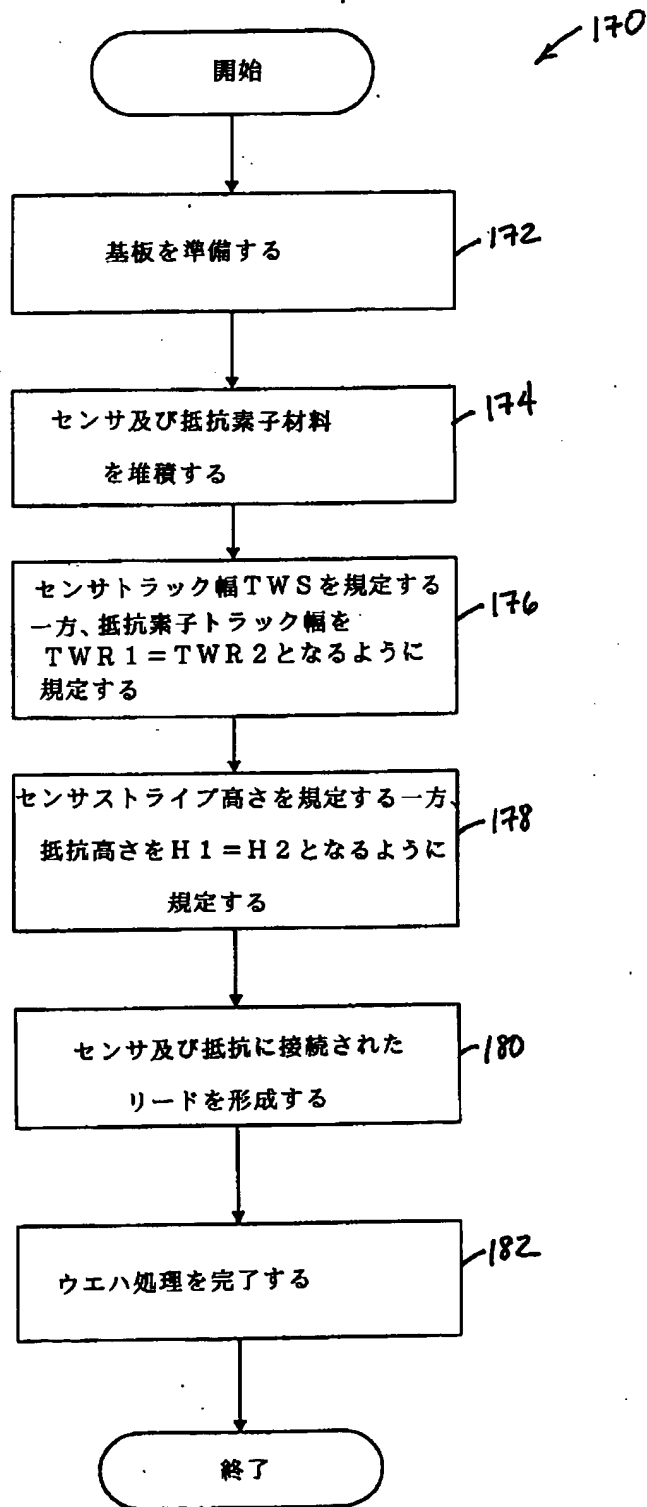 170
開始
基板を準備する
172
センサ及び抵抗素子材料
を堆積する
174
センサトラック幅TWSを規定する
一方、抵抗素子トラック幅を
TWR1=TWR2となるように
規定する
176
センサストライプ高さを規定する一方、
抵抗高さをH1=H2となるように
規定する
178
センサ及び抵抗に接続された
リードを形成する
180
ウエハ処理を完了する
182
終了